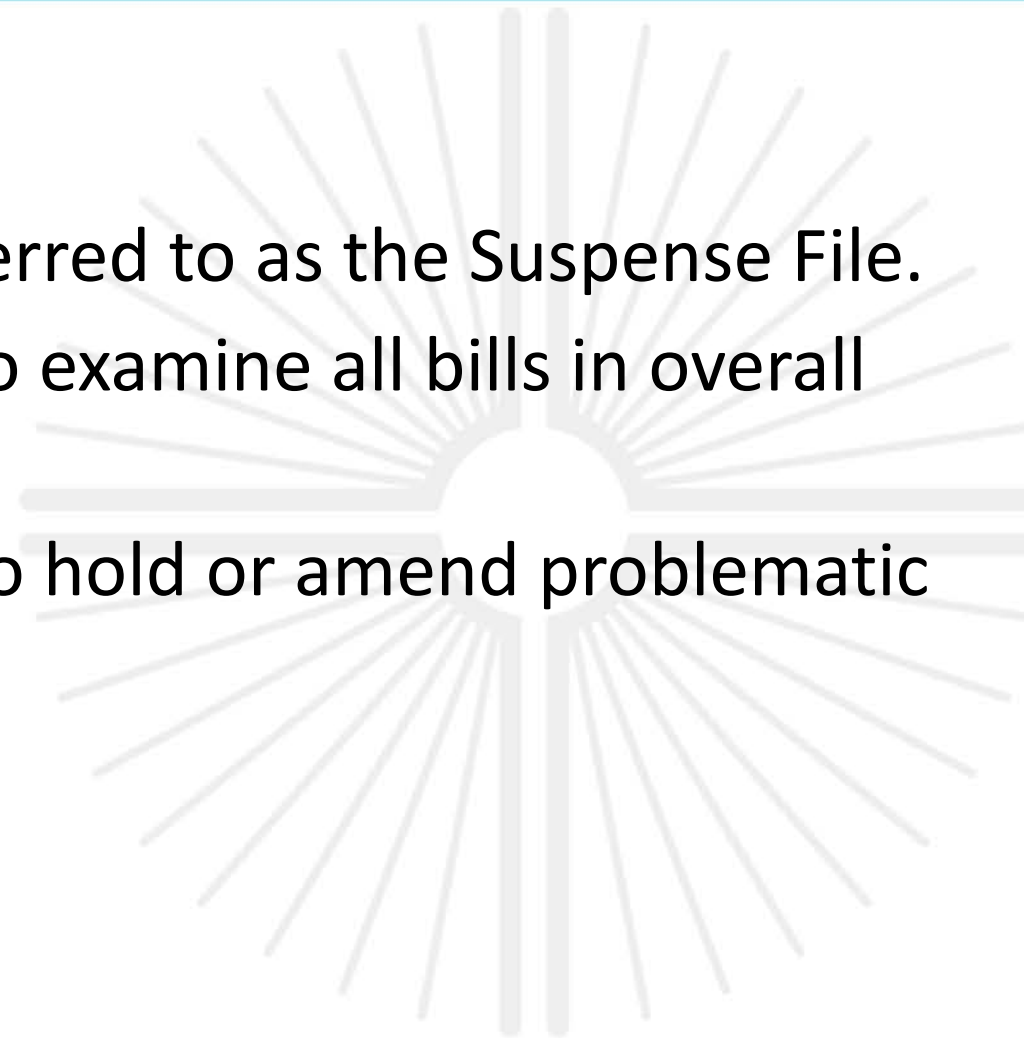 erred to as the Suspense File.
o examine all bills in overall
o hold or amend problematic